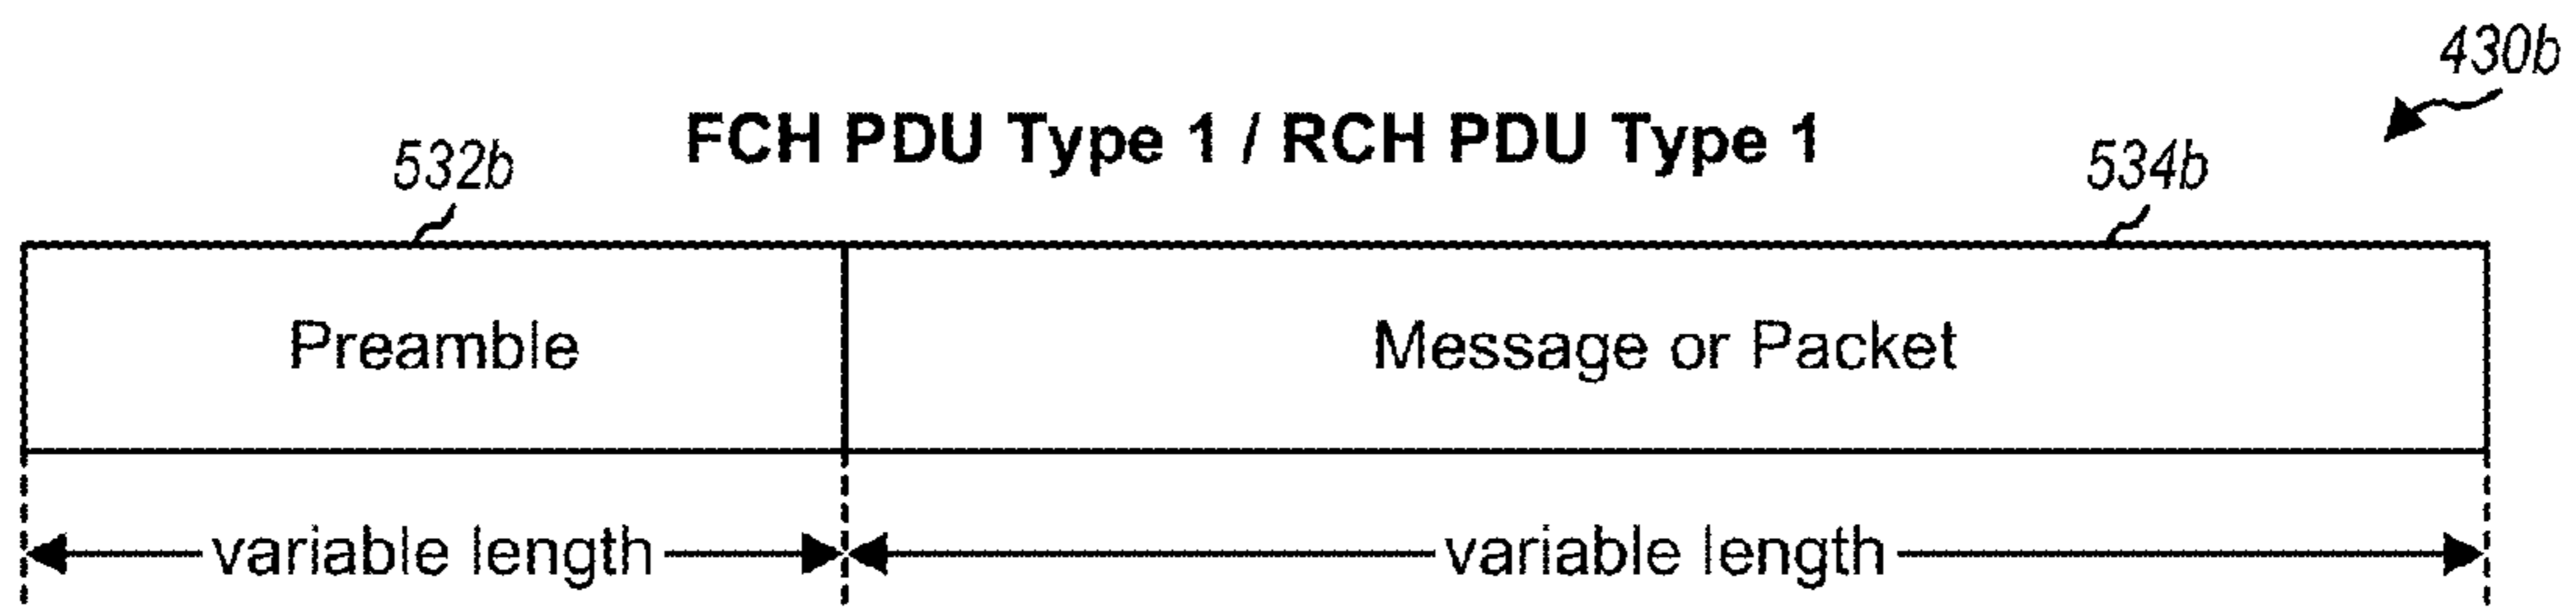 430b
FCH PDU Type 1 / RCH PDU Type 1
532b
534b
Preamble
Message or Packet
variable length
variable length